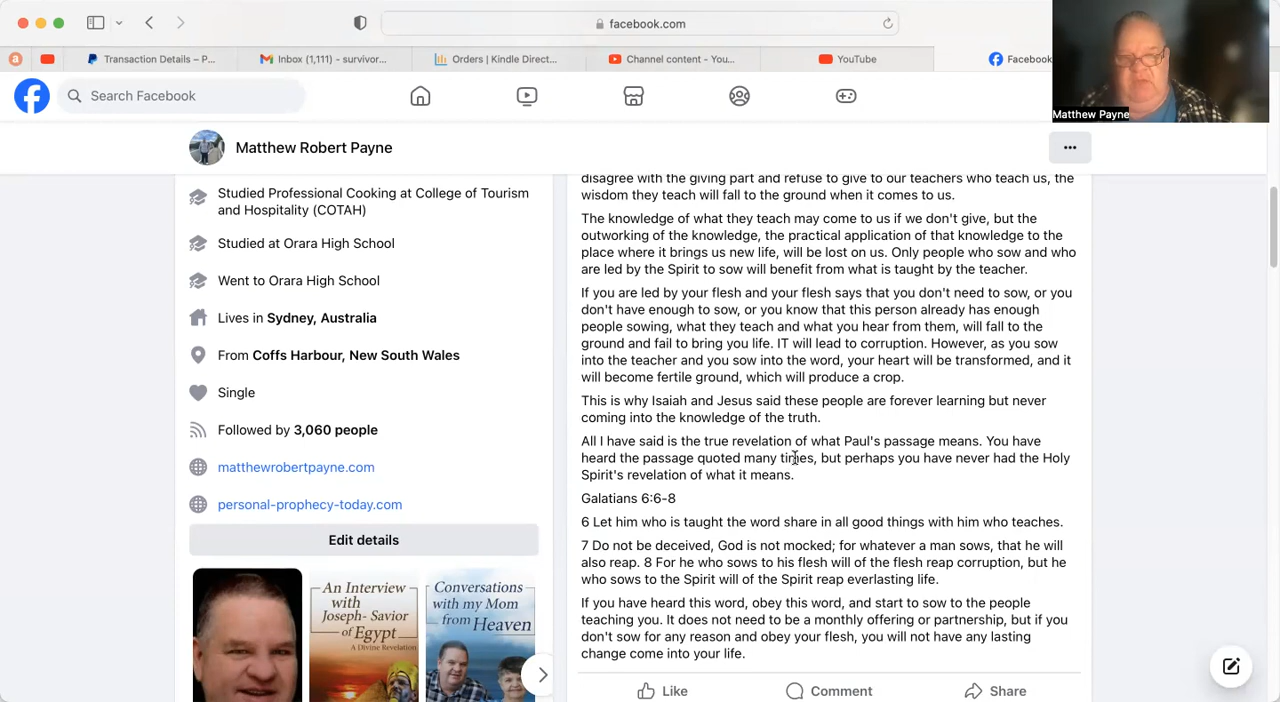 facebook.com
Transaction Details – P...
Inbox (1,111) - survivor...
Orders | Kindle Direct...
Channel content - You...
YouTube
Facebook
Matthew Payne
Search Facebook
Matthew Robert Payne
Studied Professional Cooking at College of Tourism
and Hospitality (COTAH)
Studied at Orara High School
Went to Orara High School
Lives in Sydney, Australia
From Coffs Harbour, New South Wales
Single
Followed by 3,060 people
matthewrobertpayne.com
personal-prophecy-today.com
Edit details
An Interview
with
Joseph- Savior
of Egypt
A Divine Revelation
Conversations
with my Mom
from Heaven
disagree with the giving part and refuse to give to our teachers who teach us, the
wisdom they teach will fall to the ground when it comes to us.
The knowledge of what they teach may come to us if we don't give, but the
outworking of the knowledge, the practical application of that knowledge to the
place where it brings us new life, will be lost on us. Only people who sow and who
are led by the Spirit to sow will benefit from what is taught by the teacher.
If you are led by your flesh and your flesh says that you don't need to sow, or you
don't have enough to sow, or you know that this person already has enough
people sowing, what they teach and what you hear from them, will fall to the
ground and fail to bring you life. IT will lead to corruption. However, as you sow
into the teacher and you sow into the word, your heart will be transformed, and it
will become fertile ground, which will produce a crop.
This is why Isaiah and Jesus said these people are forever learning but never
coming into the knowledge of the truth.
All I have said is the true revelation of what Paul's passage means. You have
heard the passage quoted many times, but perhaps you have never had the Holy
Spirit's revelation of what it means.
Galatians 6:6-8
6 Let him who is taught the word share in all good things with him who teaches.
7 Do not be deceived, God is not mocked; for whatever a man sows, that he will
also reap. 8 For he who sows to his flesh will of the flesh reap corruption, but he
who sows to the Spirit will of the Spirit reap everlasting life.
If you have heard this word, obey this word, and start to sow to the people
teaching you. It does not need to be a monthly offering or partnership, but if you
don't sow for any reason and obey your flesh, you will not have any lasting
change come into your life.
Like
Comment
Share